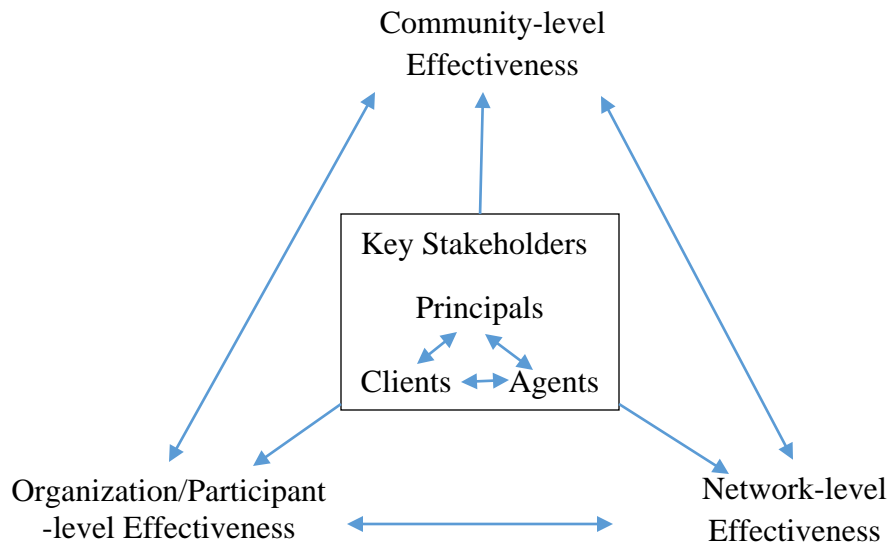 Community-level
Effectiveness
Key Stakeholders
Principals
Clients
Agents
Organization/Participant
-level Effectiveness
Network-level
Effectiveness